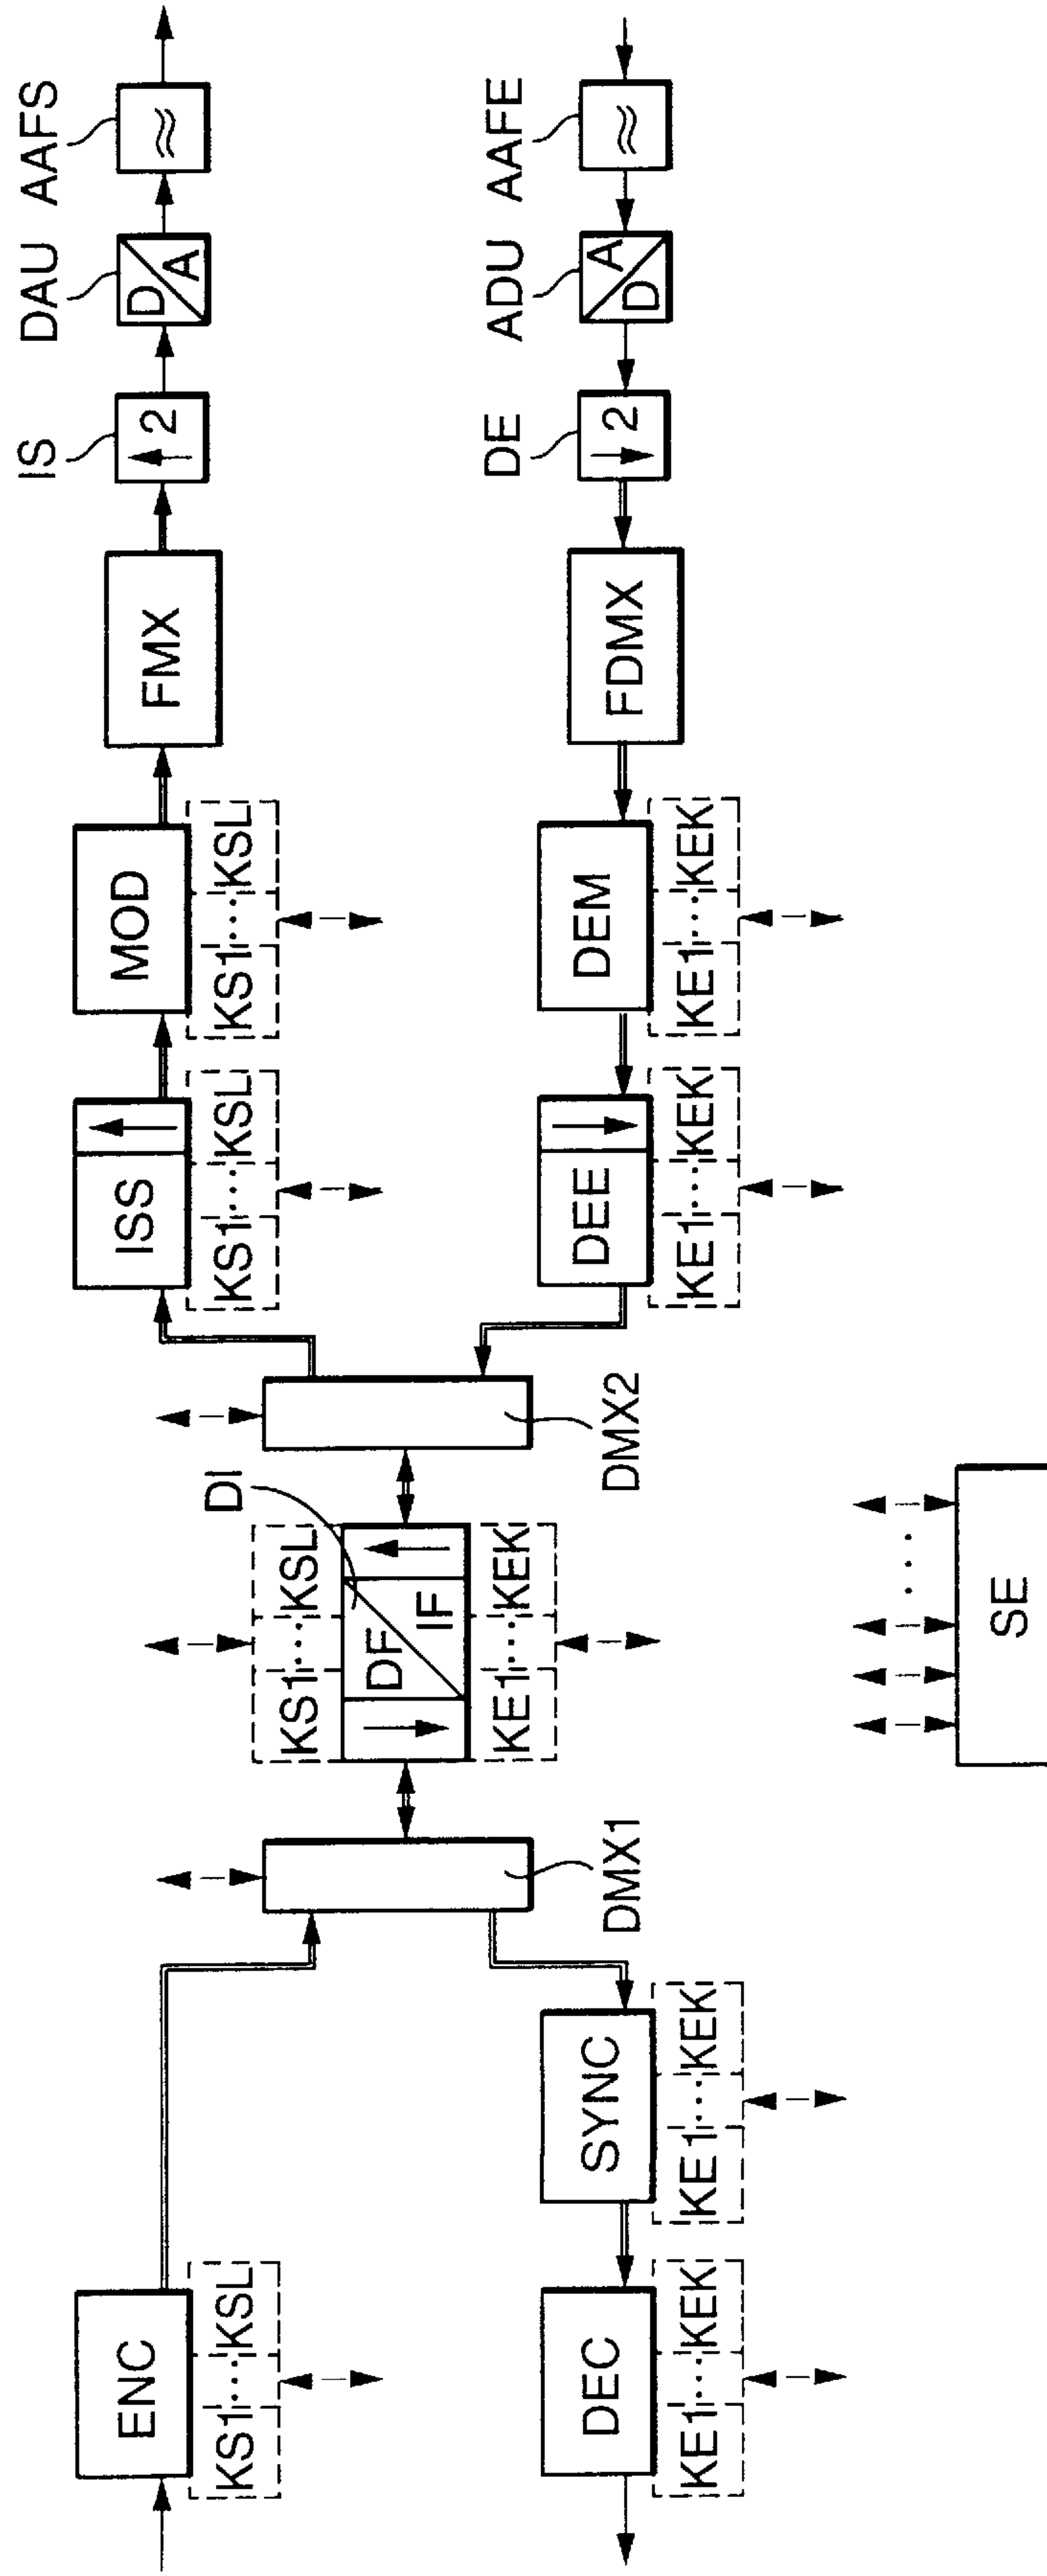 IS
DAU
AAFS
ENC
ISS
MOD
FMX
2
D
A
KS1
...
KSL
KS1
...
KSL
KS1
...
KSL
KS1
...
KSL
DI
DF
IF
KE1
...
KEK
DMX1
DMX2
DE
ADU
AAFE
DEC
SYNC
DEE
DEM
FDMX
2
D
A
KE1
...
KEK
KE1
...
KEK
KE1
...
KEK
KE1
...
KEK
SE